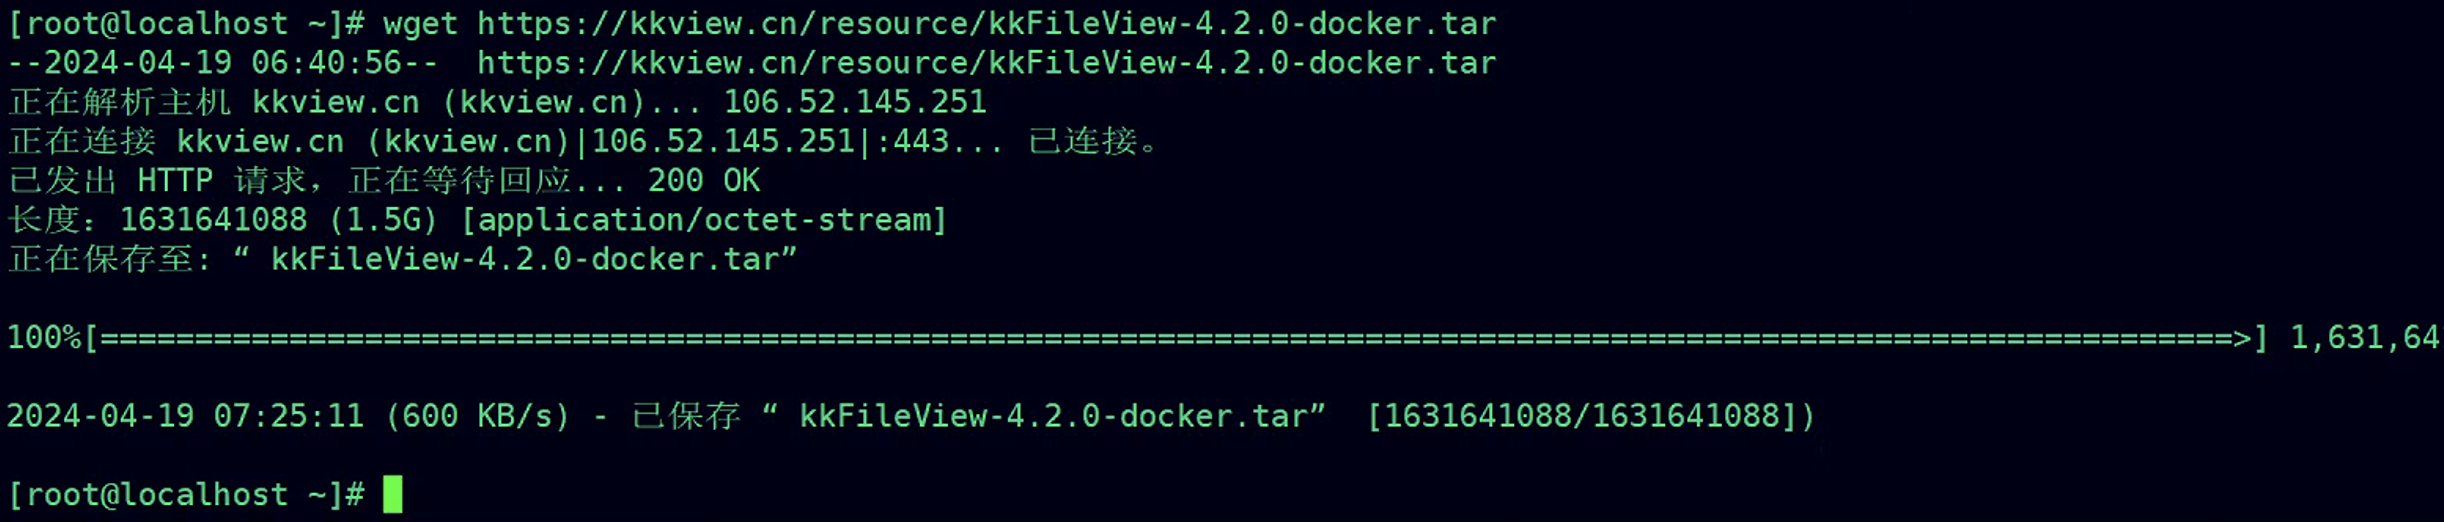 [root@localhost ~]# wget https://kkview.cn/resource/kkFileView-4.2.0-docker.tar
--2024-04-19 06:40:56--  https://kkview.cn/resource/kkFileView-4.2.0-docker.tar
正在解析主机 kkview.cn (kkview.cn)... 106.52.145.251
正在连接 kkview.cn (kkview.cn)|106.52.145.251|:443... 已连接。
已发出 HTTP 请求，正在等待回应... 200 OK
长度：1631641088 (1.5G) [application/octet-stream]
正在保存至: “ kkFileView-4.2.0-docker.tar”
100%[=================================================================================================================>] 1,631,64
2024-04-19 07:25:11 (600 KB/s) - 已保存 “ kkFileView-4.2.0-docker.tar”  [1631641088/1631641088])
[root@localhost ~]#